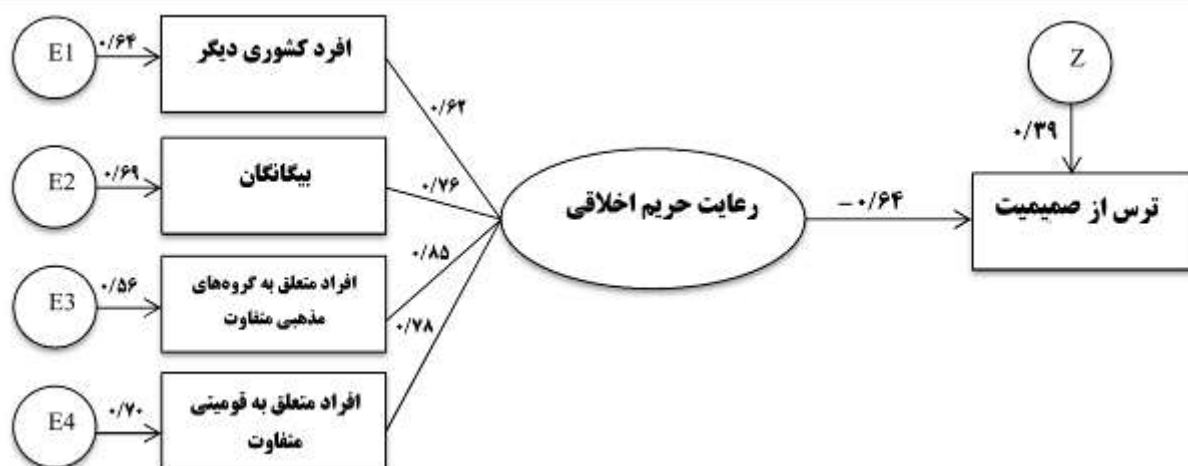 E1
۰/۶۴
افرد کشوری دیگر
۰/۶۲
E2
۰/۶۹
بیگانگان
۰/۷۶
E3
۰/۵۶
افراد متعلق به گروه‌های
مذهبی متفاوت
۰/۸۵
E4
۰/۷۰
افراد متعلق به قومیتی
متفاوت
۰/۷۸
رعایت حریم اخلاقی
−۰/۶۴
Z
۰/۳۹
ترس از صمیمیت